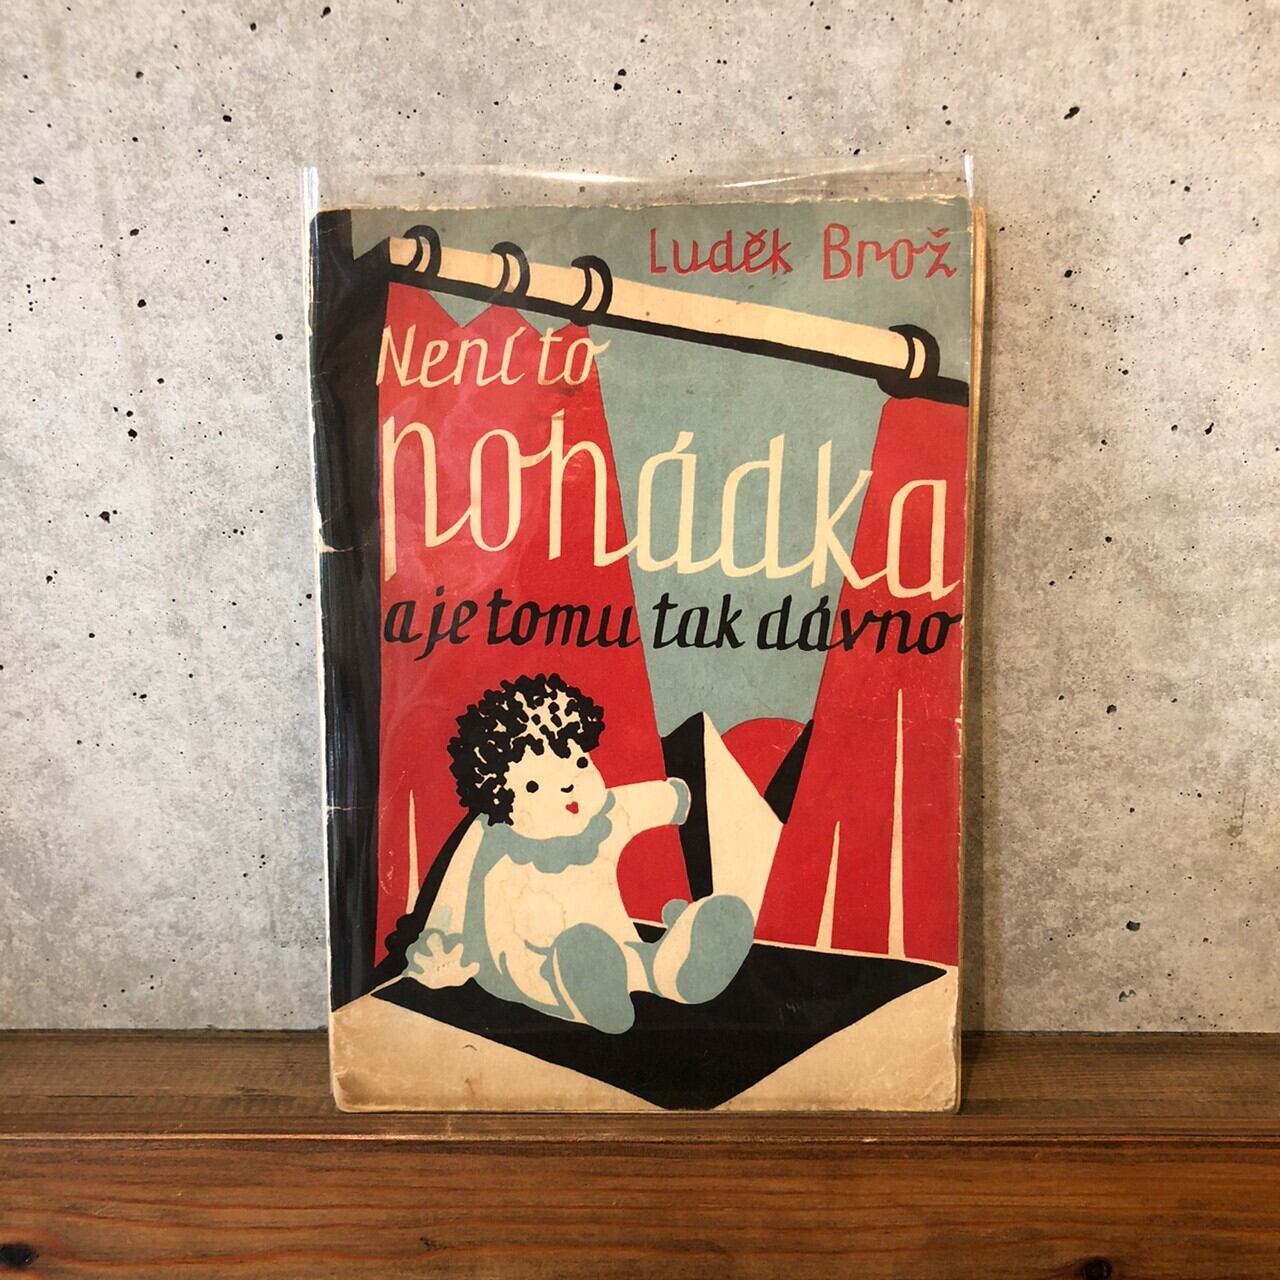 Luděk Brož
Není to
pohádka
a je tomu tak dávno